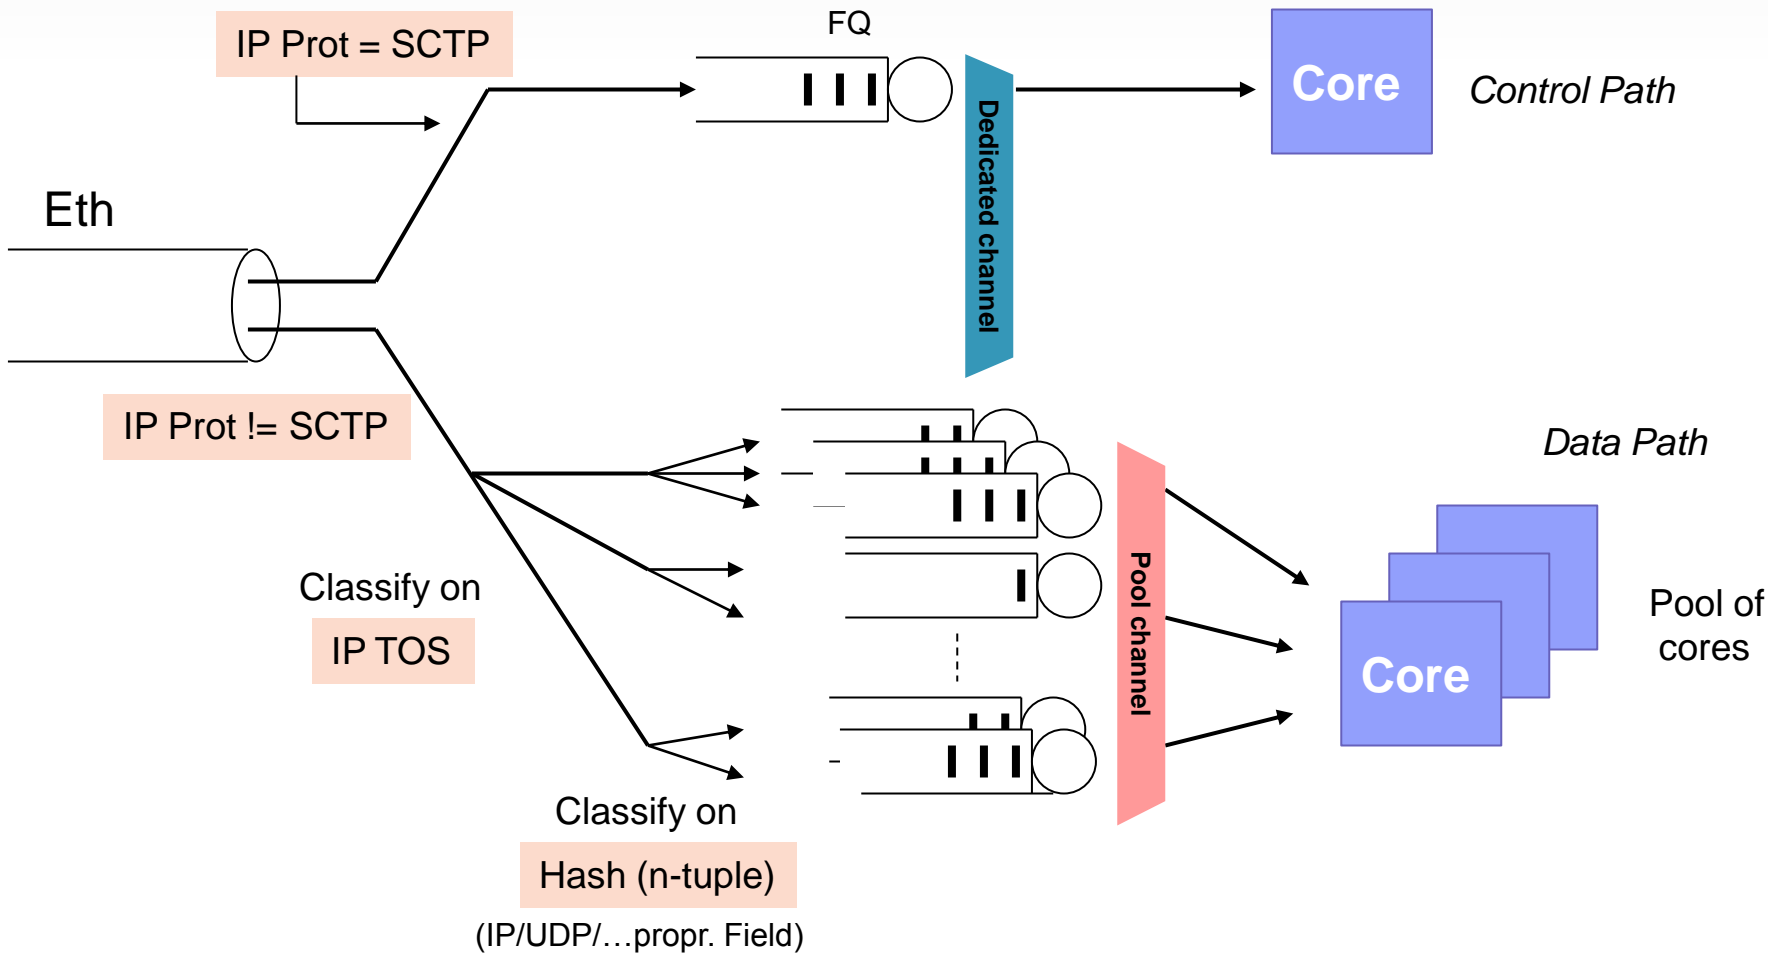 FQ
IP Prot = SCTP
Core
Control Path
Dedicated channel
Eth
IP Prot != SCTP
Data Path
Classify on
IP TOS
Pool channel
Pool of
cores
Core
Classify on
Hash (n-tuple)
(IP/UDP/…propr. Field)